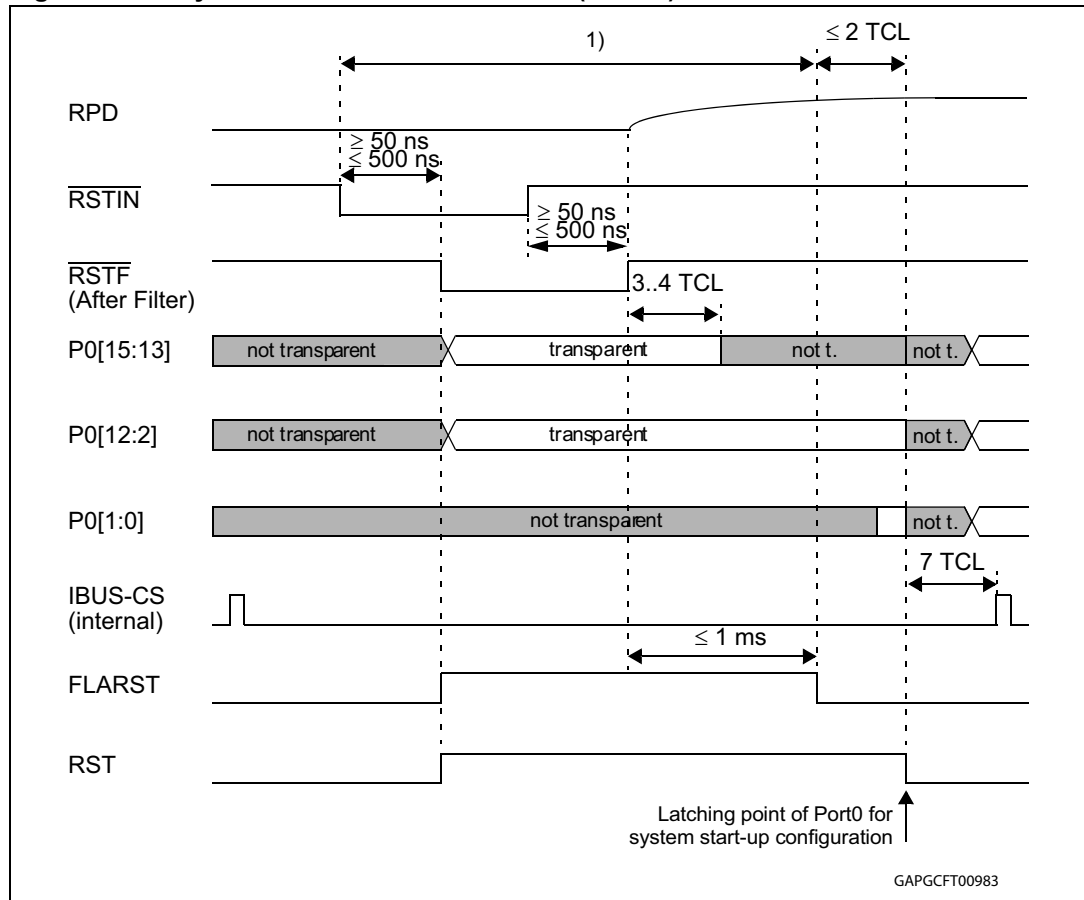 1)
≤ 2 TCL
RPD
≥ 50 ns
≤ 500 ns
RSTIN
≥ 50 ns
≤ 500 ns
RSTF
(After Filter)
3..4 TCL
P0[15:13]
not transparent
transparent
not t.
not t.
P0[12:2]
not transparent
transparent
not t.
P0[1:0]
not transparent
not t.
7 TCL
IBUS-CS
(internal)
≤ 1 ms
FLARST
RST
Latching point of Port0 for
system start-up configuration
GAPGCFT00983